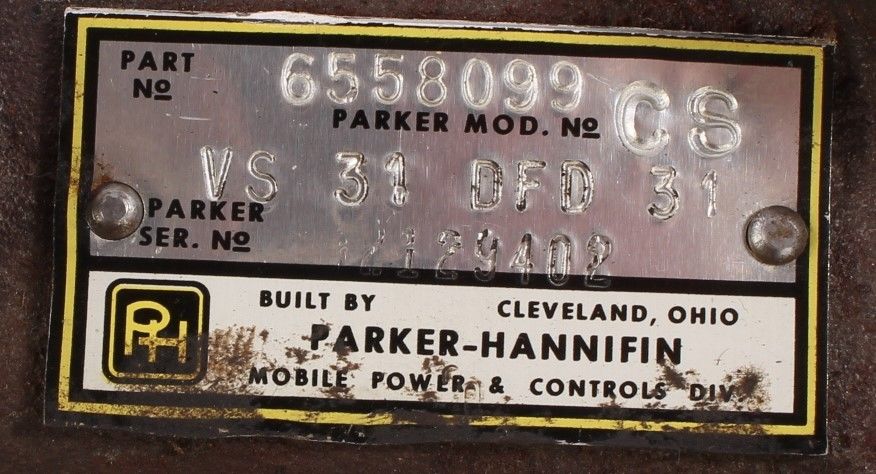 PART Nº 6558099 CS
PARKER MOD. Nº
VS 31 DFD 31
PARKER SER. Nº 12129402
PH
BUILT BY CLEVELAND, OHIO
PARKER-HANNIFIN
MOBILE POWER & CONTROLS DIV.